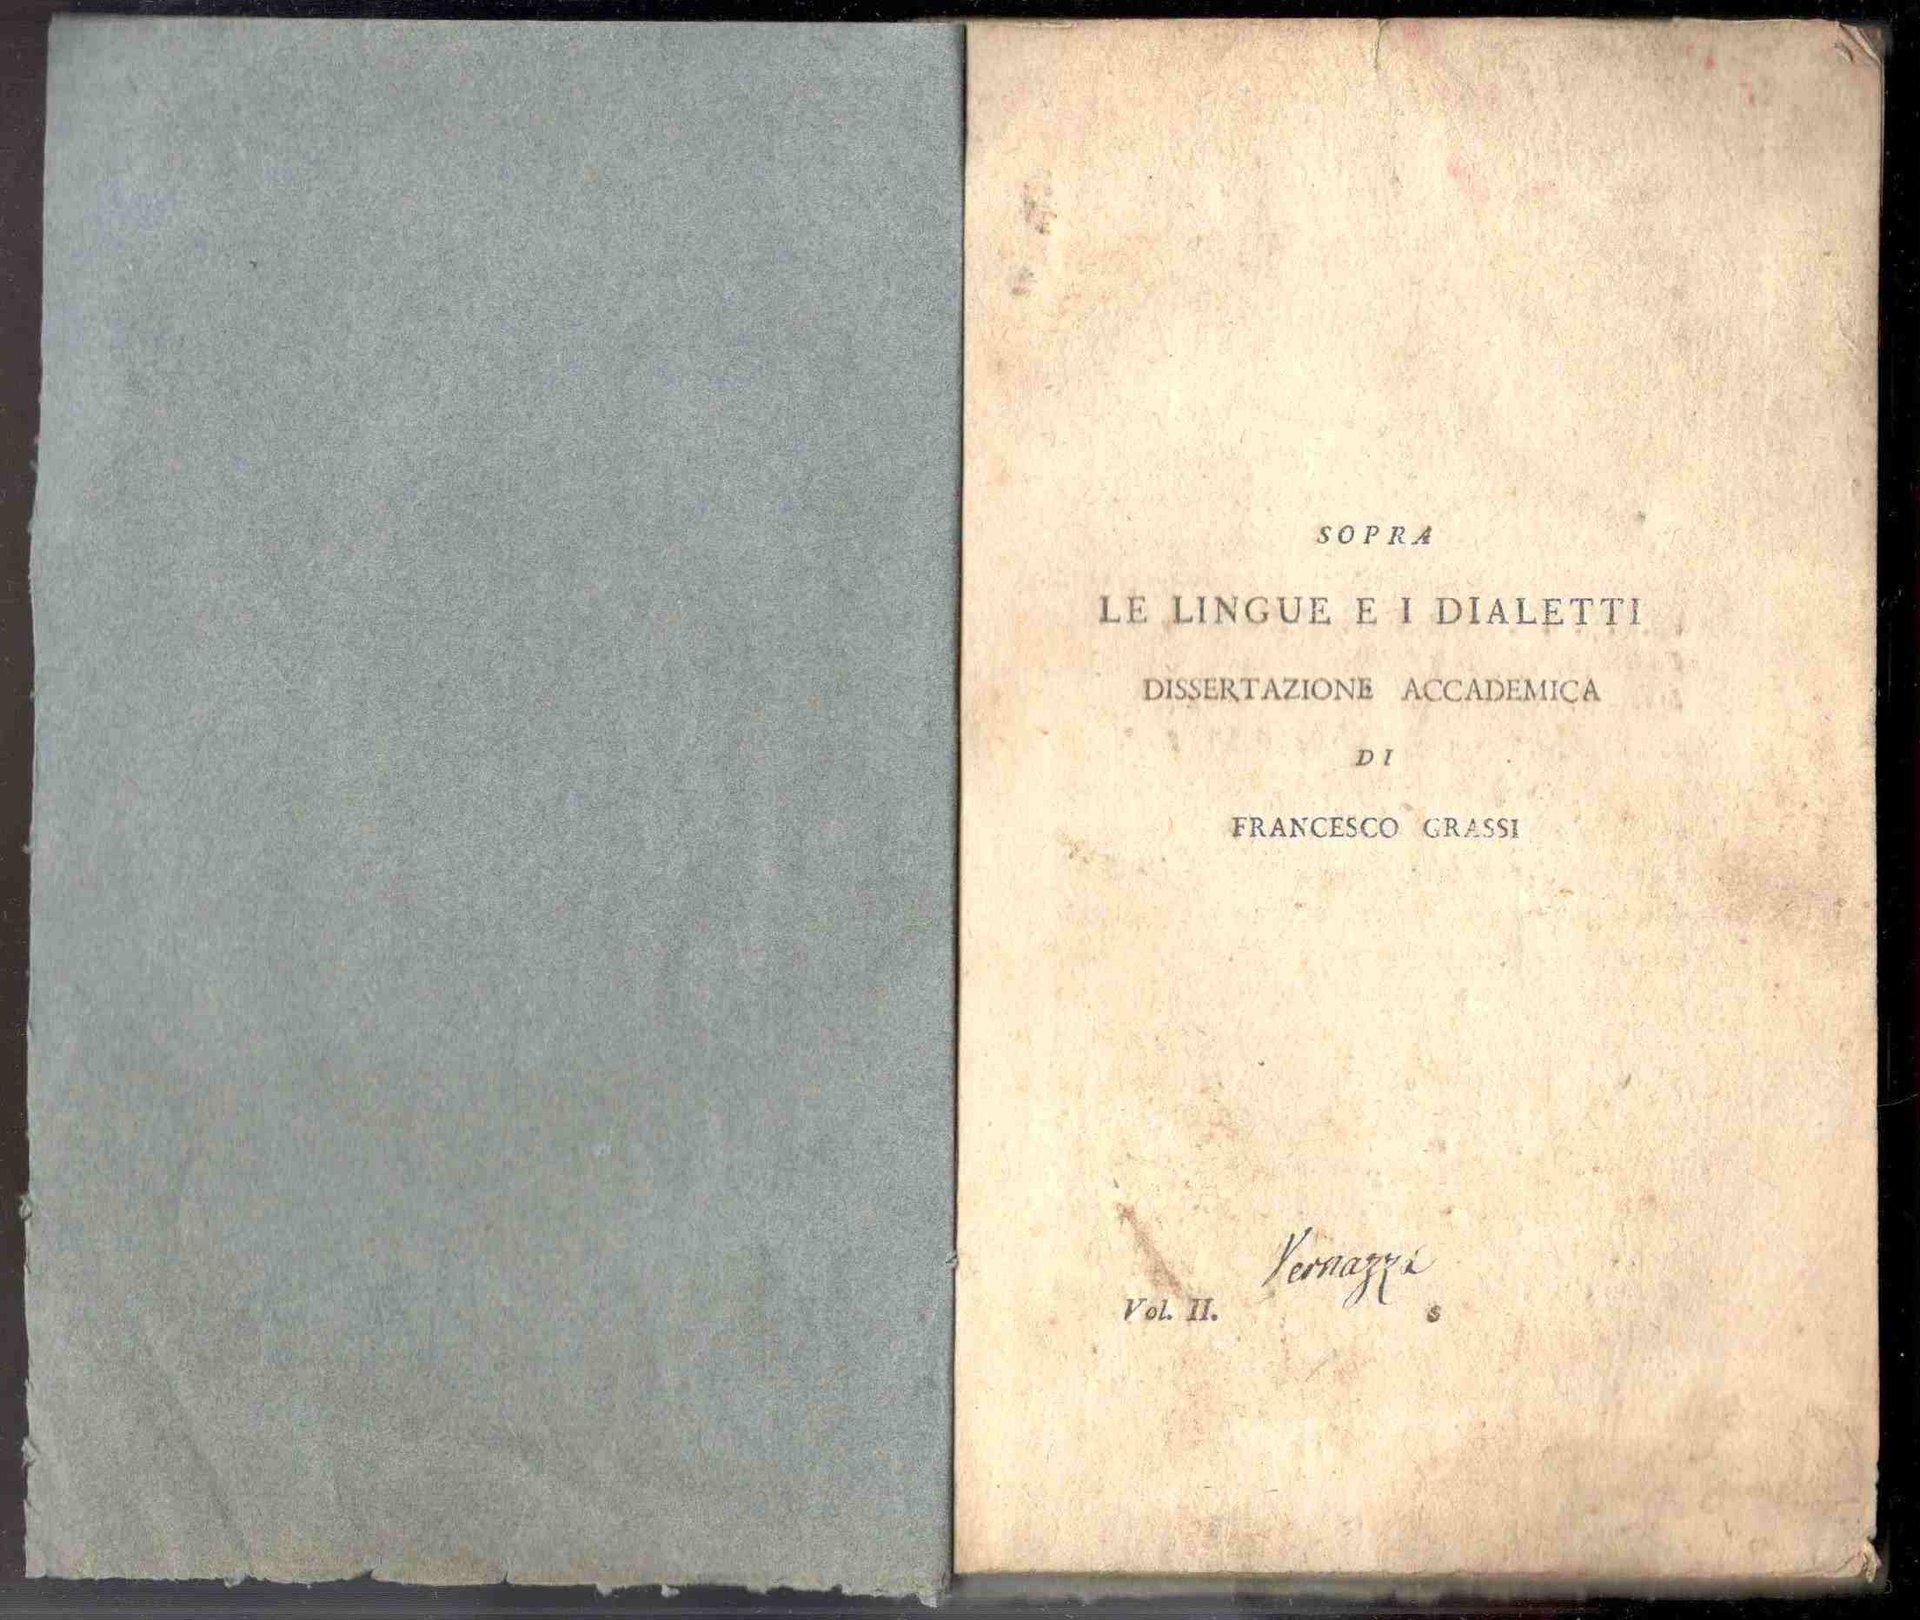 SOPRA
LE LINGUE E I DIALETTI
DISSERTAZIONE ACCADEMICA
DI
FRANCESCO GRASSI
Vernazza
Vol. II. s